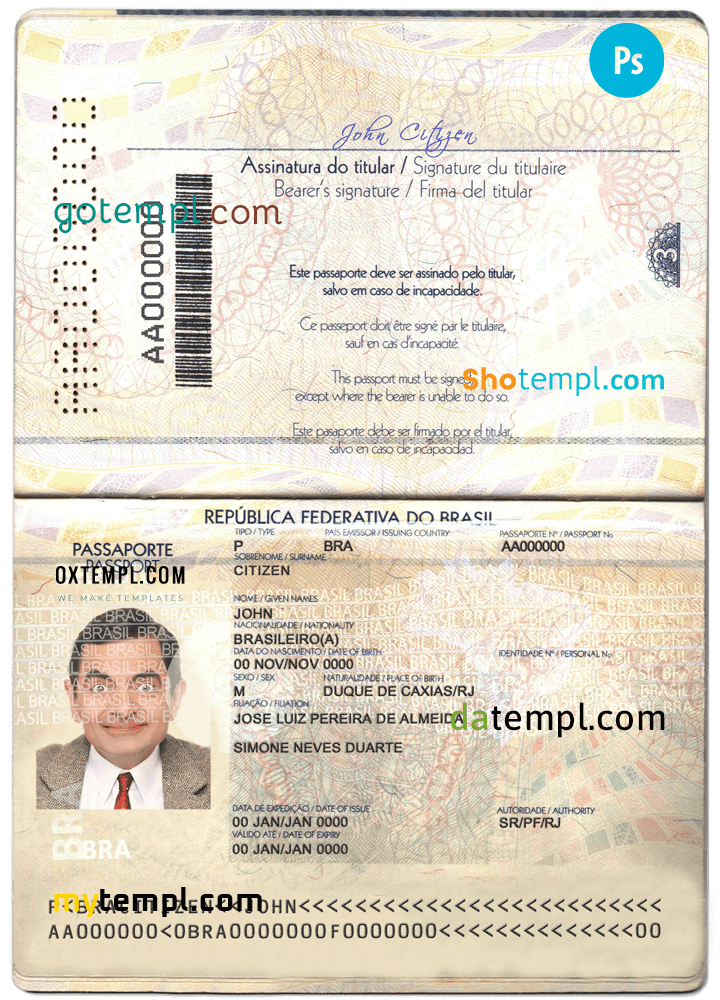 Ps
John Citizen
Assinatura do titular / Signature du titulaire
Bearer's signature / Firma del titular
gotempl.com
AA000000
AA000000
3
Este passaporte deve ser assinado pelo titular,
salvo em caso de incapacidade.
Ce passeport doit être signé par le titulaire,
sauf en cas d'incapacité.
This passport must be signed,
except where the bearer is unable to do so.
Shotempl.com
Este pasaporte debe ser firmado por el titular,
salvo en caso de incapacidad.
REPÚBLICA FEDERATIVA DO BRASIL
PASSAPORTE
PASSPORT
TIPO / TYPE PAÍS EMISSOR / ISSUING COUNTRY PASSAPORTE Nº / PASSPORT No
P BRA AA000000
SOBRENOME / SURNAME
CITIZEN
OXTEMPL.COM
WE MAKE TEMPLATES
NOME / GIVEN NAMES
JOHN
NACIONALIDADE / NATIONALITY
BRASILEIRO(A)
DATA DO NASCIMENTO / DATE OF BIRTH IDENTIDADE Nº / PERSONAL No
00 NOV/NOV 0000
SEXO / SEX NATURALIDADE / PLACE OF BIRTH
M DUQUE DE CAXIAS/RJ
FILIAÇÃO / FILIATION
JOSE LUIZ PEREIRA DE ALMEIDA
datempl.com
SIMONE NEVES DUARTE
DATA DE EXPEDIÇÃO / DATE OF ISSUE AUTORIDADE / AUTHORITY
00 JAN/JAN 0000 SR/PF/RJ
VÁLIDO ATÉ / DATE OF EXPIRY
00 JAN/JAN 0000
BRA
mytempl.com
P<BRACITIZEN<<JOHN<<<<<<<<<<<<<<<<<<<<<<<<<<
AA000000<0BRA0000000F0000000<<<<<<<<<<<<<<00